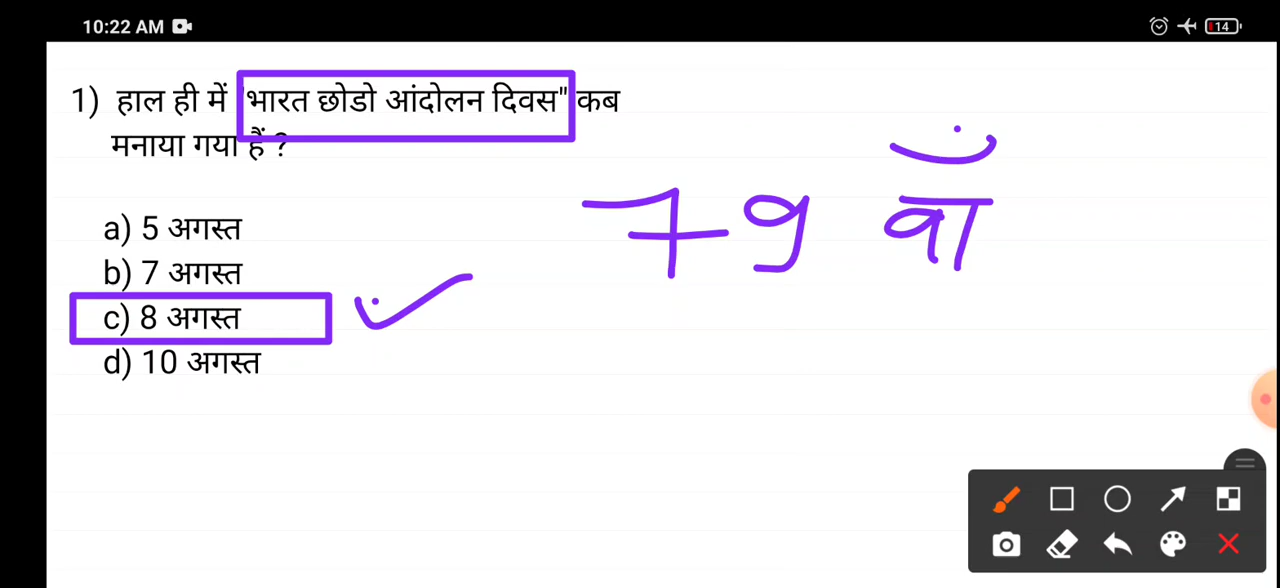 10:22 AM
14
1) हाल ही में "भारत छोडो आंदोलन दिवस" कब
मनाया गया हैं ?
79 वा
a) 5 अगस्त
b) 7 अगस्त
c) 8 अगस्त
d) 10 अगस्त